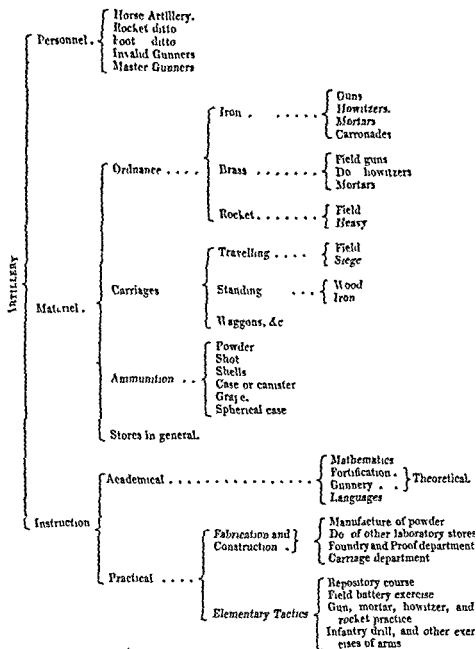 ARTILLERY
Personnel.
Horse Artillery.
Rocket ditto
Foot ditto
Invalid Gunners
Master Gunners
Materiel.
Ordnance . . . .
Iron . . . . . .
Guns
Howitzers.
Mortars
Carronades
Brass . . . . . . .
Field guns
Do howitzers
Mortars
Rocket . . . . .
Field
Heavy
Carriages
Travelling . . . .
Field
Siege
Standing . . .
Wood
Iron
Waggons, &c
Ammunition . .
Powder
Shot
Shells
Case or canister
Grape.
Spherical case
Stores in general.
Instruction
Academical . . . . . . . . . . . . . . . .
Mathematics
Fortification .
Gunnery . .
Languages
Theoretical.
Practical . . . .
Fabrication and
Construction .
Manufacture of powder
Do of other laboratory stores
Foundry and Proof department
Carriage department
Elementary Tactics
Repository course
Field battery exercise
Gun, mortar, howitzer, and
rocket practice
Infantry drill, and other exer
cises of arms